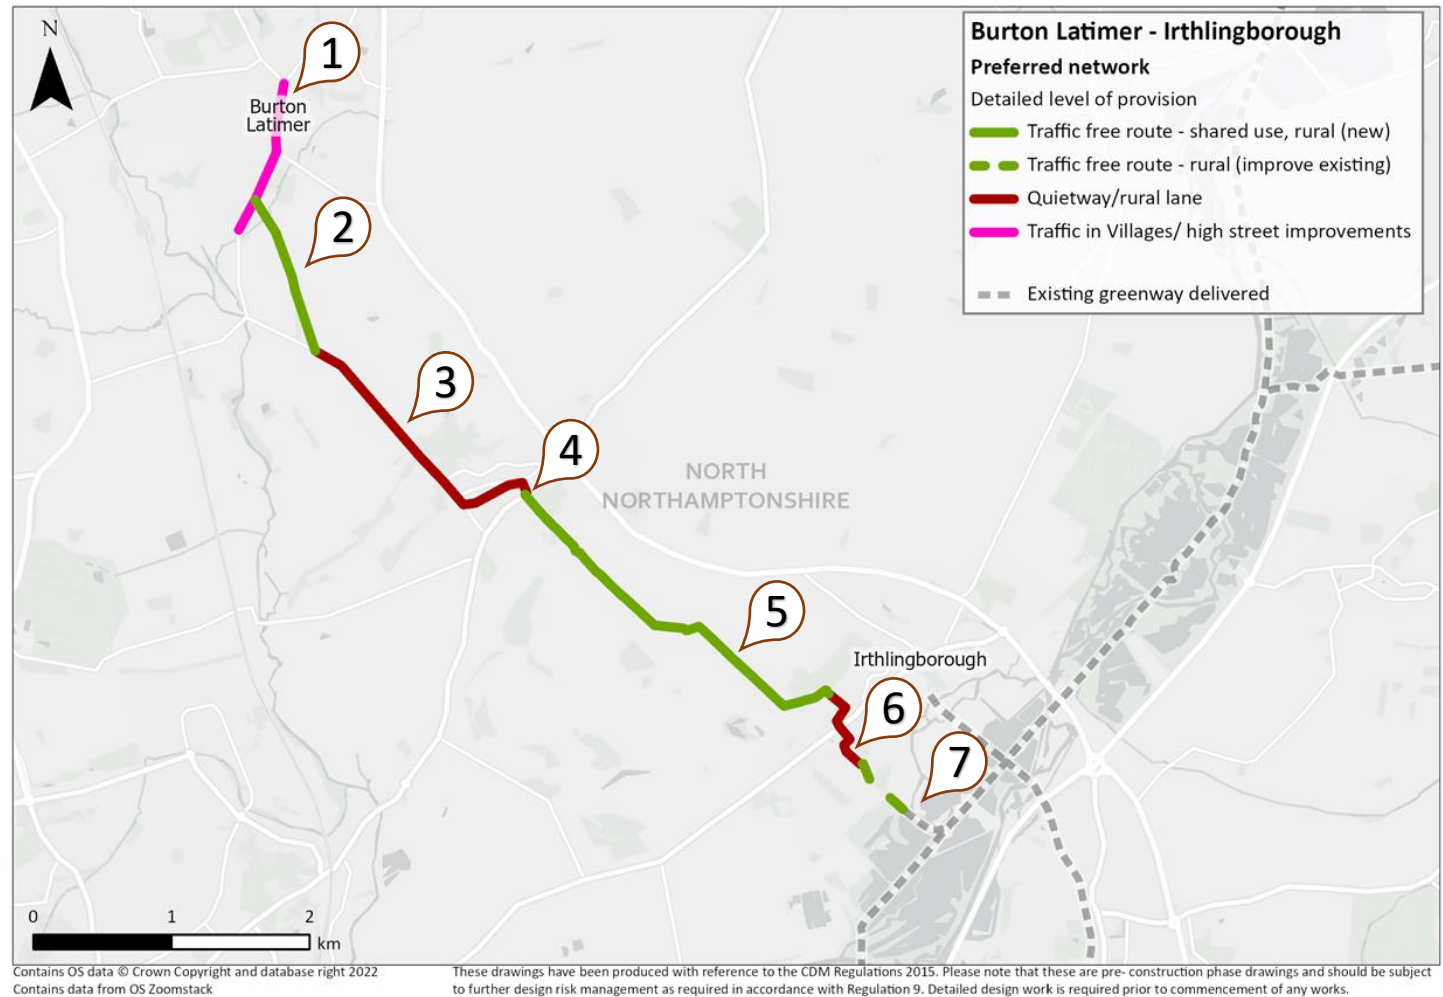 N
1
Burton
Latimer
2
3
4
NORTH
NORTHAMPTONSHIRE
5
Irthlingborough
6
7
Burton Latimer - Irthlingborough
Preferred network
Detailed level of provision
Traffic free route - shared use, rural (new)
Traffic free route - rural (improve existing)
Quietway/rural lane
Traffic in Villages/ high street improvements
Existing greenway delivered
0 1 2
km
Contains OS data © Crown Copyright and database right 2022
Contains data from OS Zoomstack
These drawings have been produced with reference to the CDM Regulations 2015. Please note that these are pre- construction phase drawings and should be subject
to further design risk management as required in accordance with Regulation 9. Detailed design work is required prior to commencement of any works.